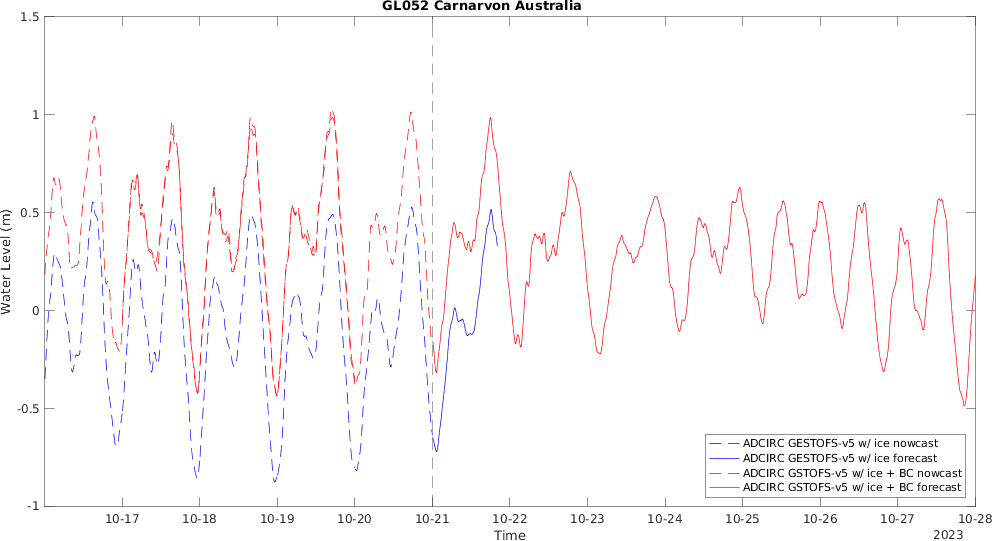 GL052 Carnarvon Australia
1.5
1
0.5
0
-0.5
-1
Water Level (m)
10-17 10-18 10-19 10-20 10-21 10-22 10-23 10-24 10-25 10-26 10-27 10-28
Time
2023
ADCIRC GESTOFS-v5 w/ ice nowcast
ADCIRC GESTOFS-v5 w/ ice forecast
ADCIRC GSTOFS-v5 w/ ice + BC nowcast
ADCIRC GSTOFS-v5 w/ ice + BC forecast